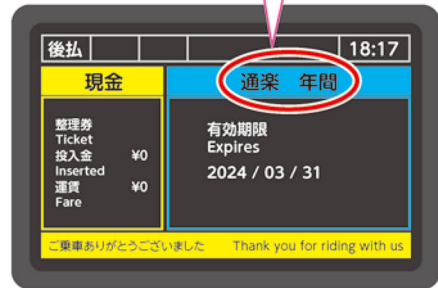 後払 18:17
現金
通楽 年間
整理券
Ticket
投入金 ¥0
Inserted
運賃 ¥0
Fare
有効期限
Expires
2024 / 03 / 31
ご乗車ありがとうございました Thank you for riding with us